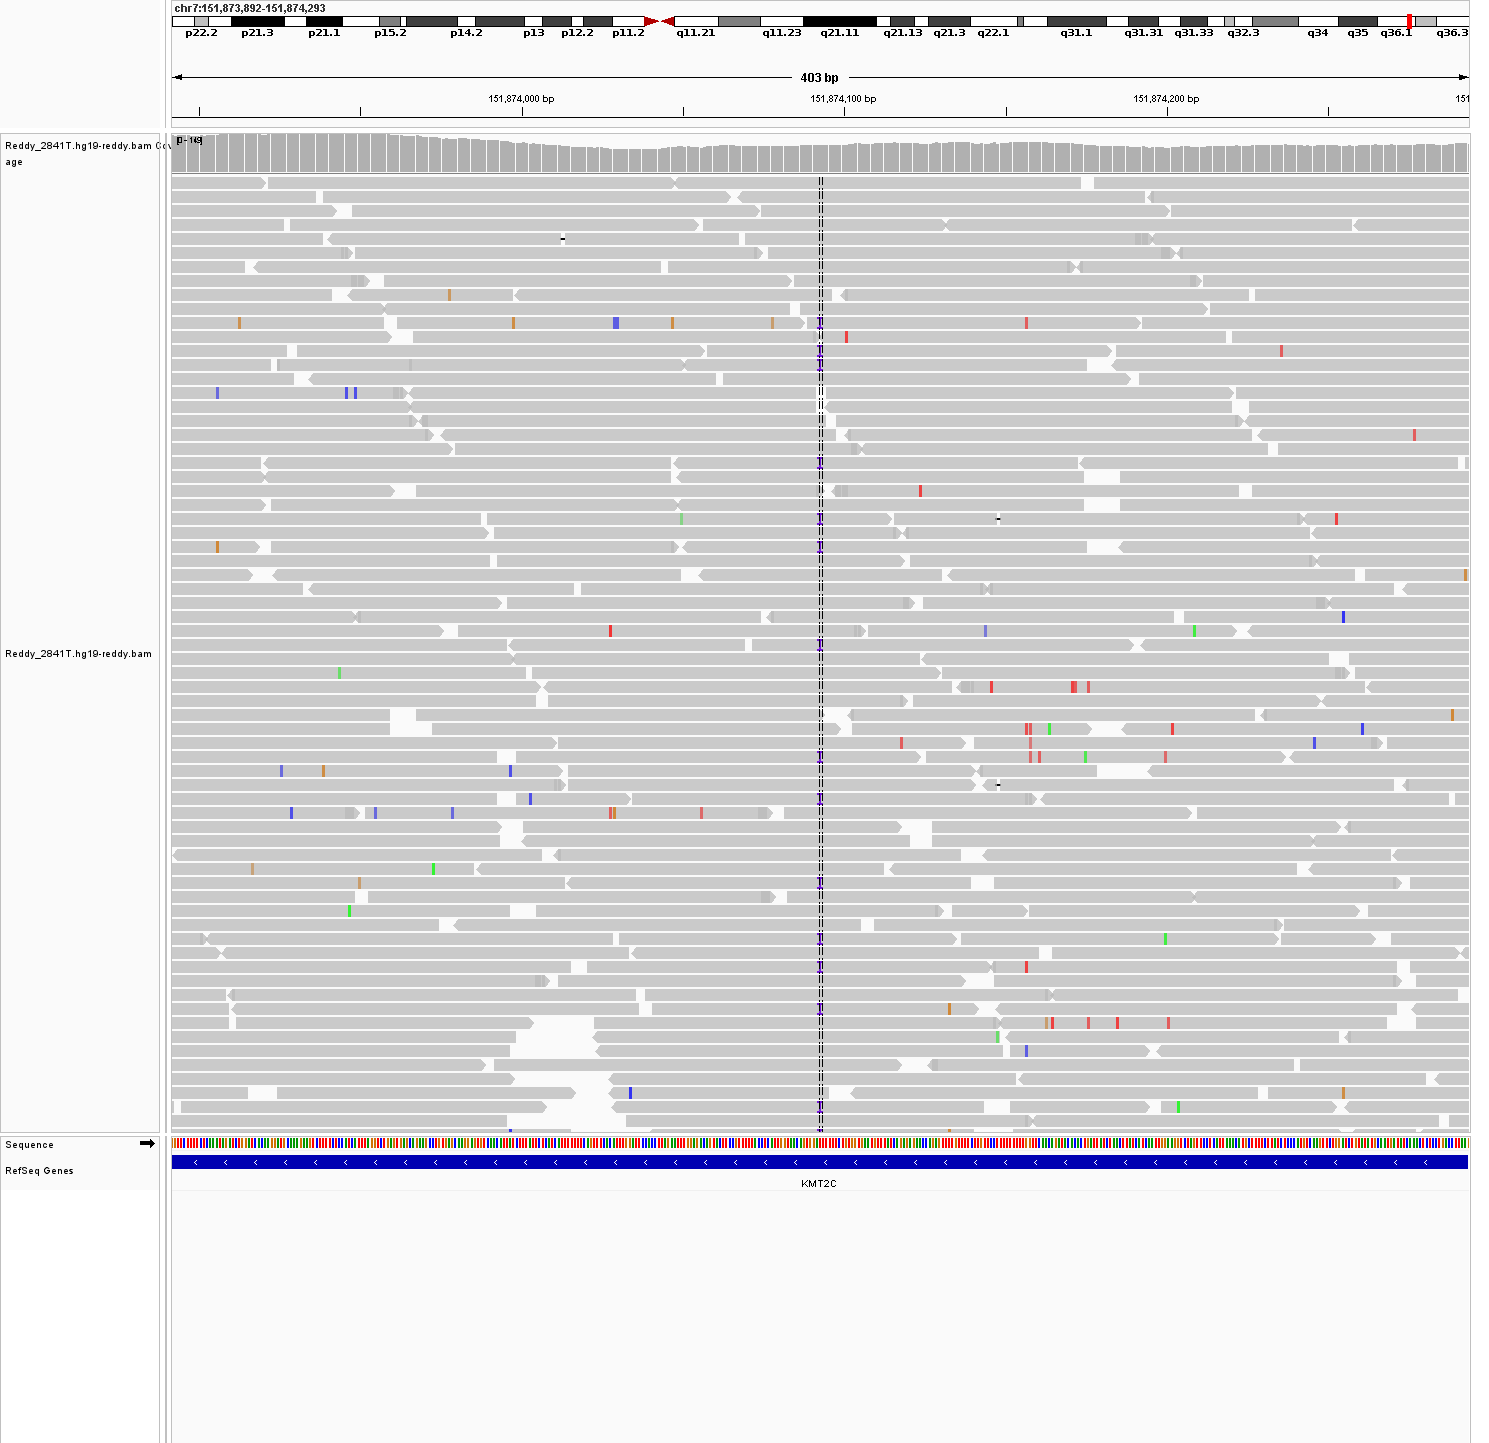 chr7:151,873,892-151,874,293
p22.2 p21.3 p21.1 p15.2 p14.2 p13 p12.2 p11.2 q11.21 q11.23 q21.11 q21.13 q21.3 q22.1 q31.1 q31.31 q31.33 q32.3 q34 q35 q36.1 q36.3
403 bp
151,874,000 bp 151,874,100 bp 151,874,200 bp 151
Reddy_2841T.hg19-reddy.bam Cov
age
[0 - 149]
Reddy_2841T.hg19-reddy.bam
Sequence
RefSeq Genes
KMT2C